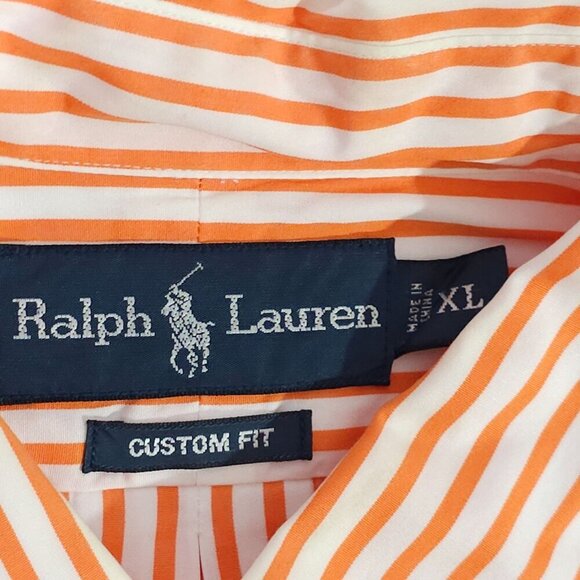 Ralph Lauren
MADE IN
CHINA
XL
CUSTOM FIT